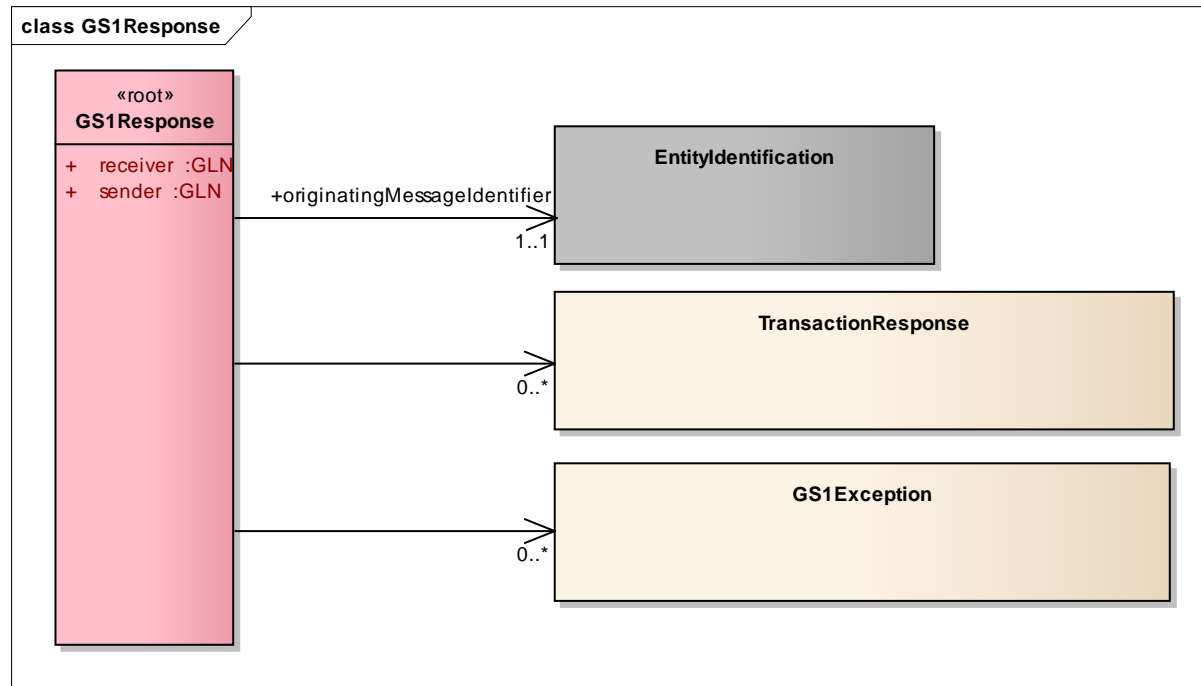 class GS1Response
«root»
GS1Response
+ receiver :GLN
+ sender :GLN
+originatingMessageIdentifier
1..1
EntityIdentification
0..*
TransactionResponse
0..*
GS1Exception